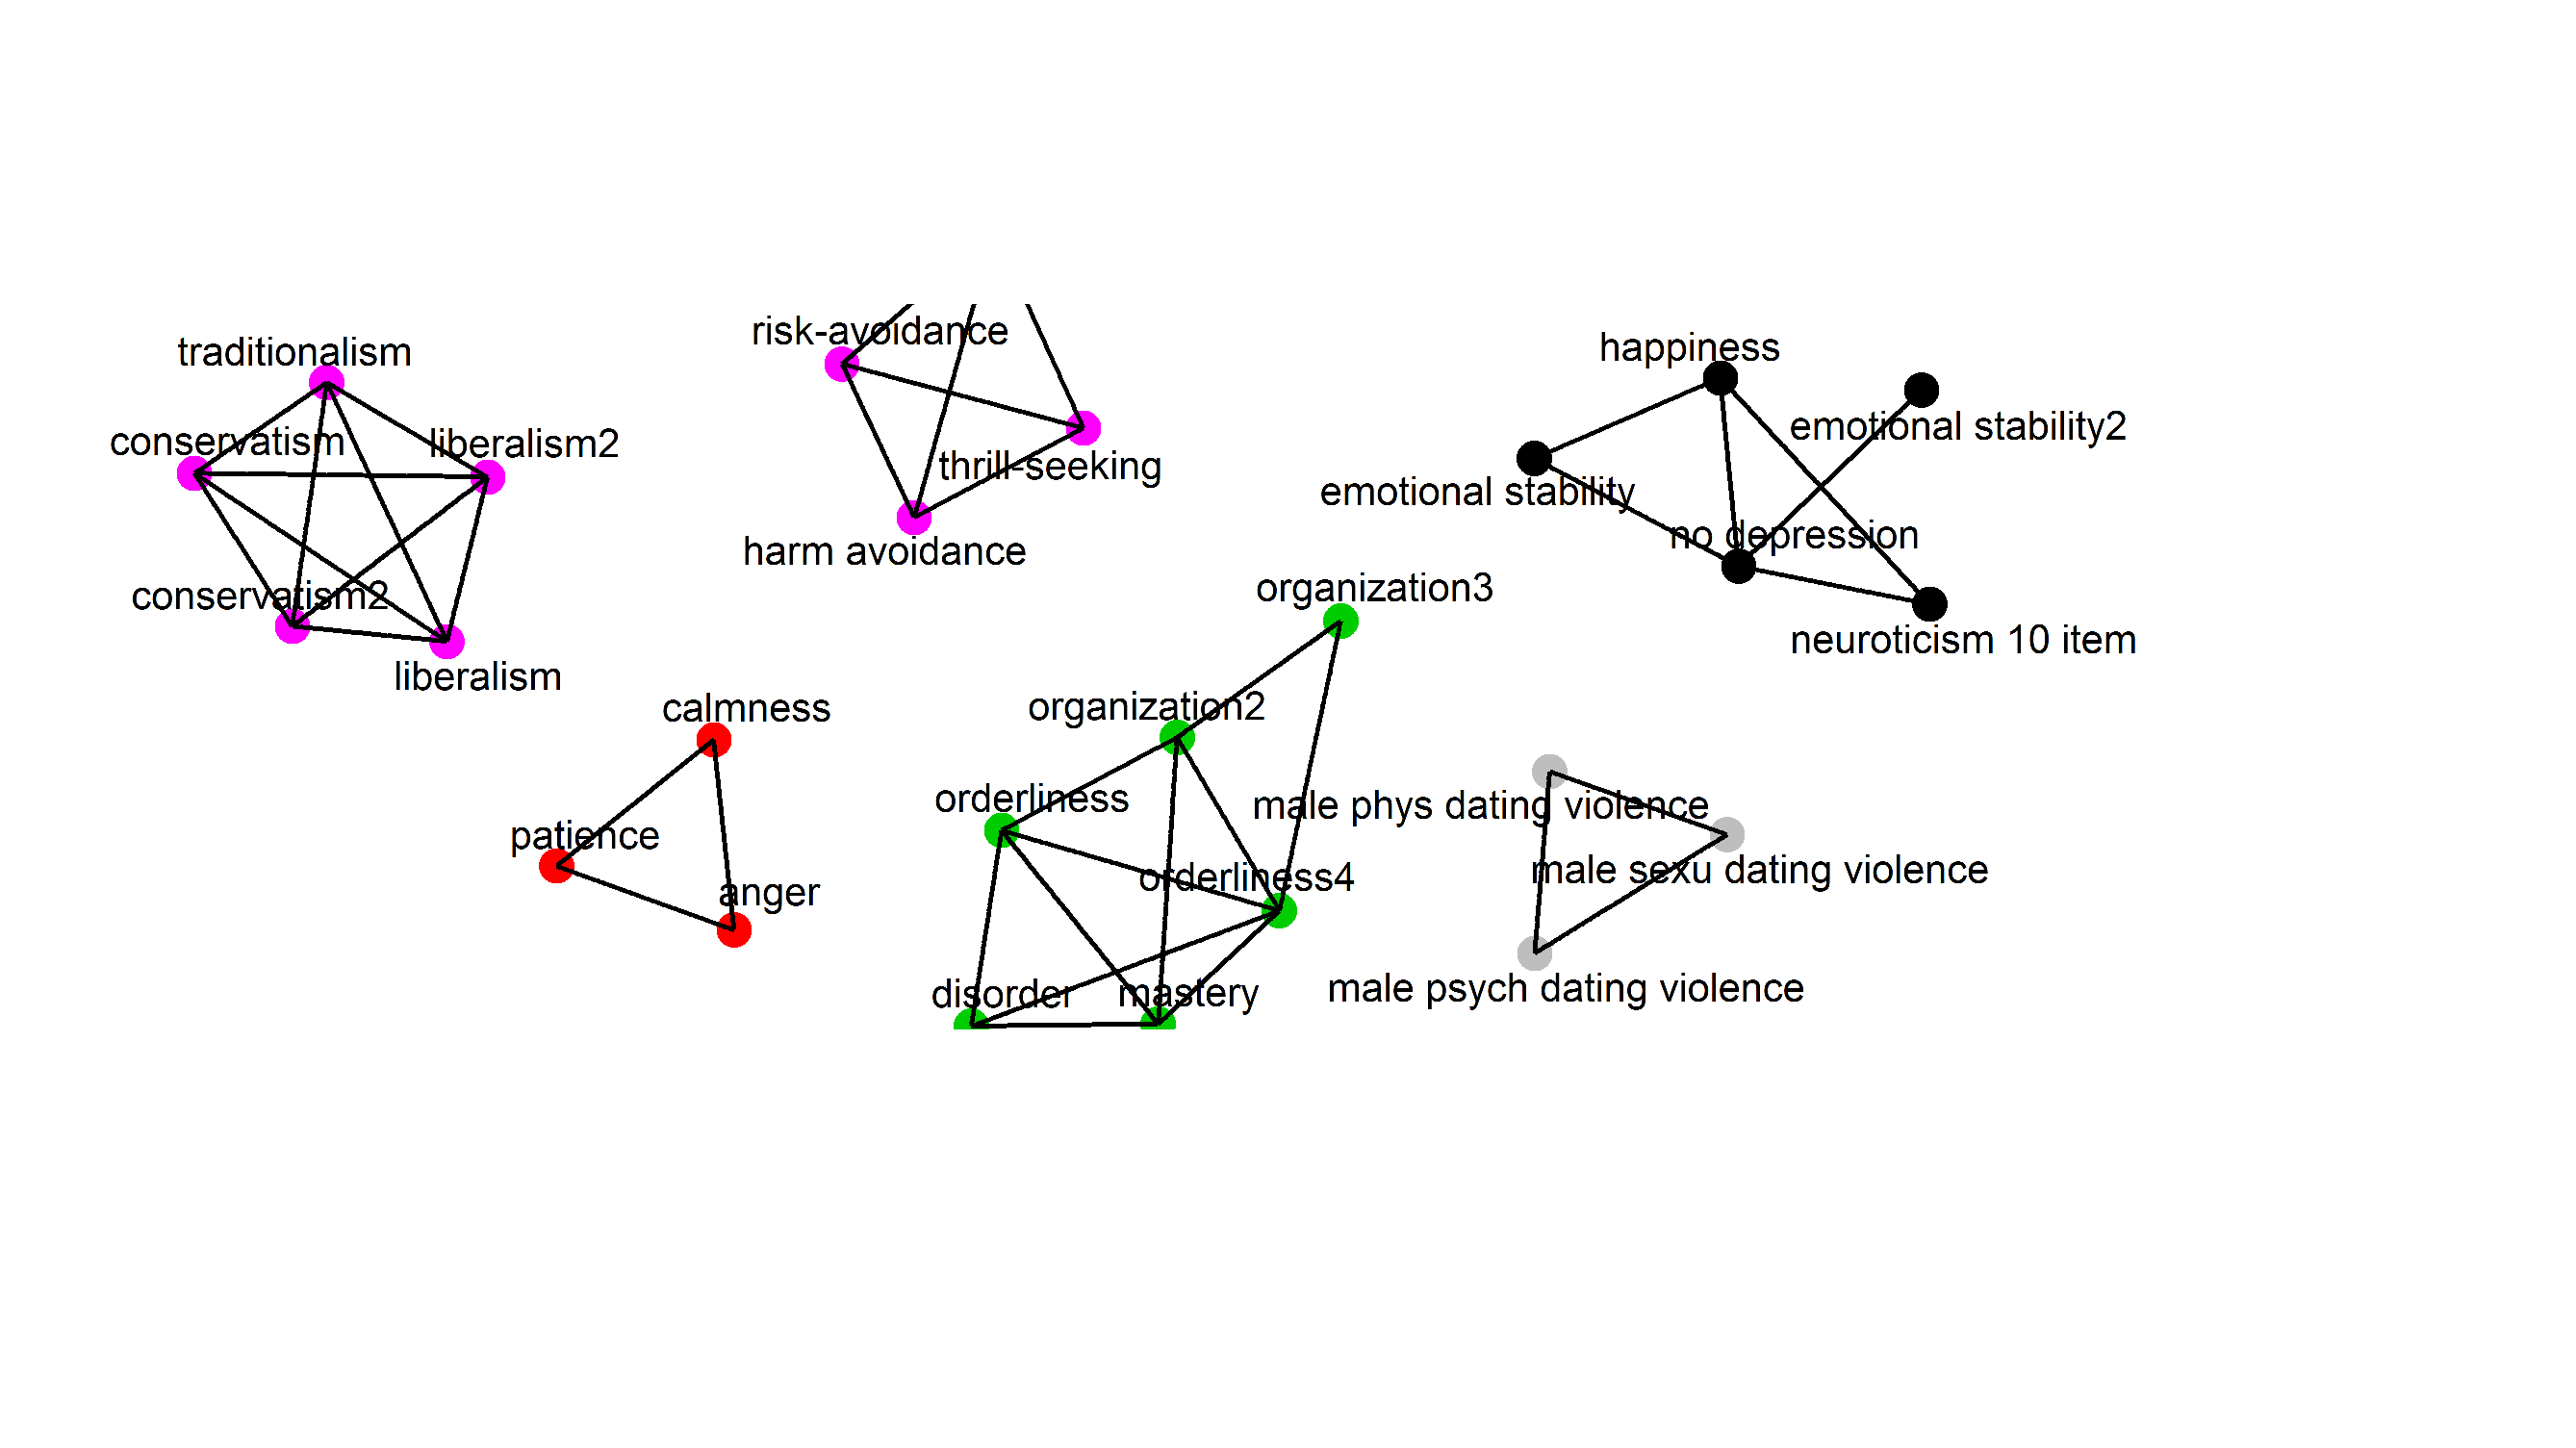 traditionalism
conservatism
liberalism2
conservatism2
liberalism
risk-avoidance
thrill-seeking
harm avoidance
happiness
emotional stability2
emotional stability
no depression
neuroticism 10 item
organization3
organization2
orderliness
orderliness4
disorder
mastery
calmness
patience
anger
male phys dating violence
male sexu dating violence
male psych dating violence